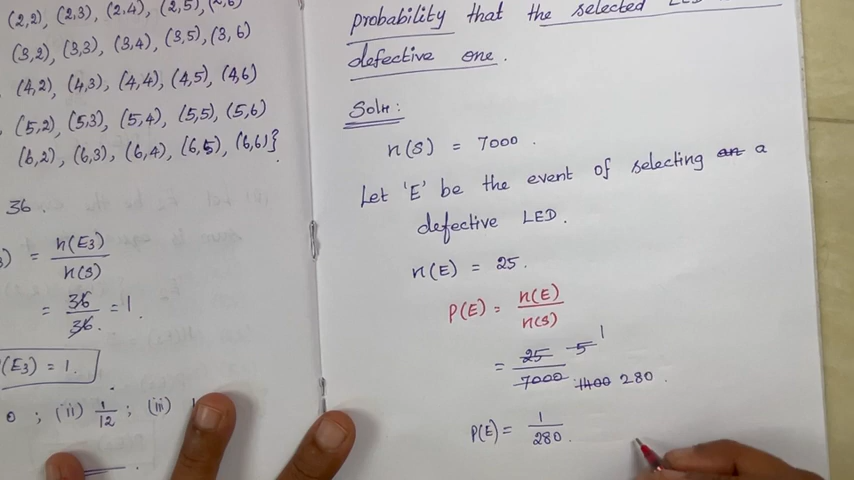 (2,2), (2,3), (2,4), (2,5), (2,6)
(3,2), (3,3), (3,4), (3,5), (3,6)
(4,2), (4,3), (4,4), (4,5), (4,6)
(5,2), (5,3), (5,4), (5,5), (5,6)
(6,2), (6,3), (6,4), (6,5), (6,6)}
36.
) = n(E3)/n(S)
= 36/36. = 1.
(E3) = 1.
0 ; (ii) 1/12 ; (iii)
probability that the selected LED
defective one.
Soln:
n(S) = 7000.
Let 'E' be the event of selecting an a
defective LED.
n(E) = 25.
P(E) = n(E)/n(S)
= 25/7000 5/1400 1/280.
P(E) = 1/280.